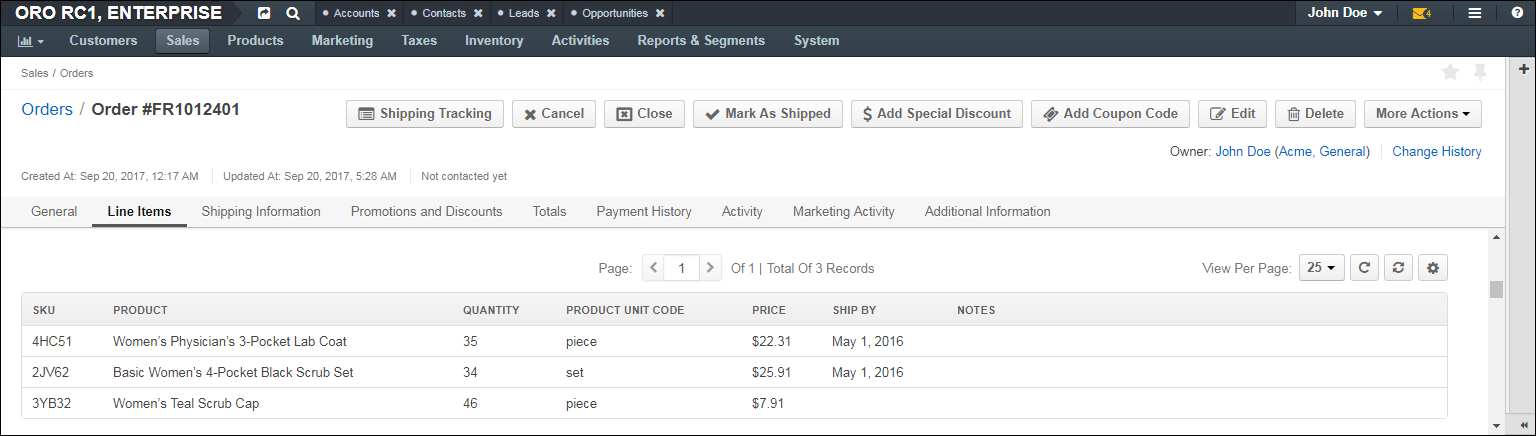 ORO RC1, ENTERPRISE Accounts Contacts Leads Opportunities John Doe 4
Customers Sales Products Marketing Taxes Inventory Activities Reports & Segments System
Sales / Orders
Orders / Order #FR1012401 Shipping Tracking Cancel Close Mark As Shipped $ Add Special Discount Add Coupon Code Edit Delete More Actions
Owner: John Doe (Acme, General) Change History
Created At: Sep 20, 2017, 12:17 AM Updated At: Sep 20, 2017, 5:28 AM Not contacted yet
General Line Items Shipping Information Promotions and Discounts Totals Payment History Activity Marketing Activity Additional Information
Page: 1 Of 1 | Total Of 3 Records View Per Page: 25
SKU PRODUCT QUANTITY PRODUCT UNIT CODE PRICE SHIP BY NOTES
4HC51 Women’s Physician’s 3-Pocket Lab Coat 35 piece $22.31 May 1, 2016
2JV62 Basic Women’s 4-Pocket Black Scrub Set 34 set $25.91 May 1, 2016
3YB32 Women’s Teal Scrub Cap 46 piece $7.91